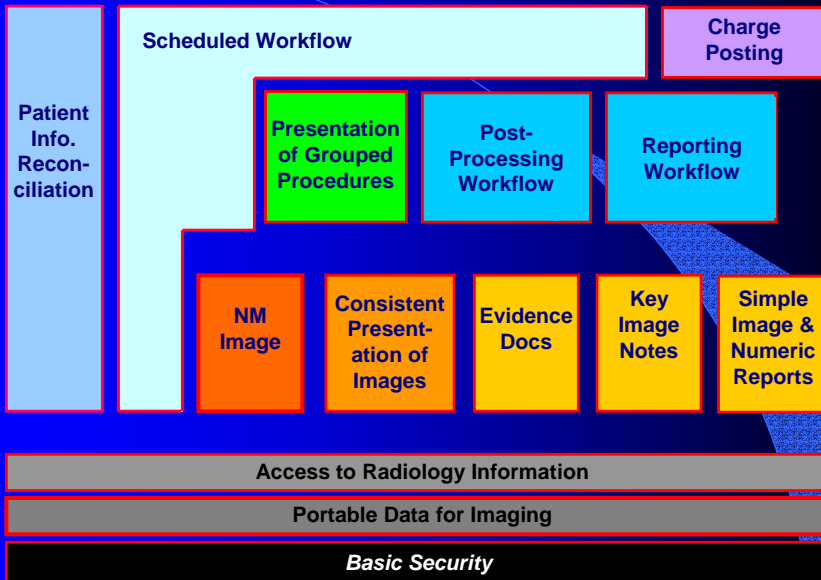 Scheduled Workflow
Charge
Posting
Patient
Info.
Recon-
ciliation
Presentation
of Grouped
Procedures
Post-
Processing
Workflow
Reporting
Workflow
NM
Image
Consistent
Present-
ation of
Images
Evidence
Docs
Key
Image
Notes
Simple
Image &
Numeric
Reports
Access to Radiology Information
Portable Data for Imaging
Basic Security